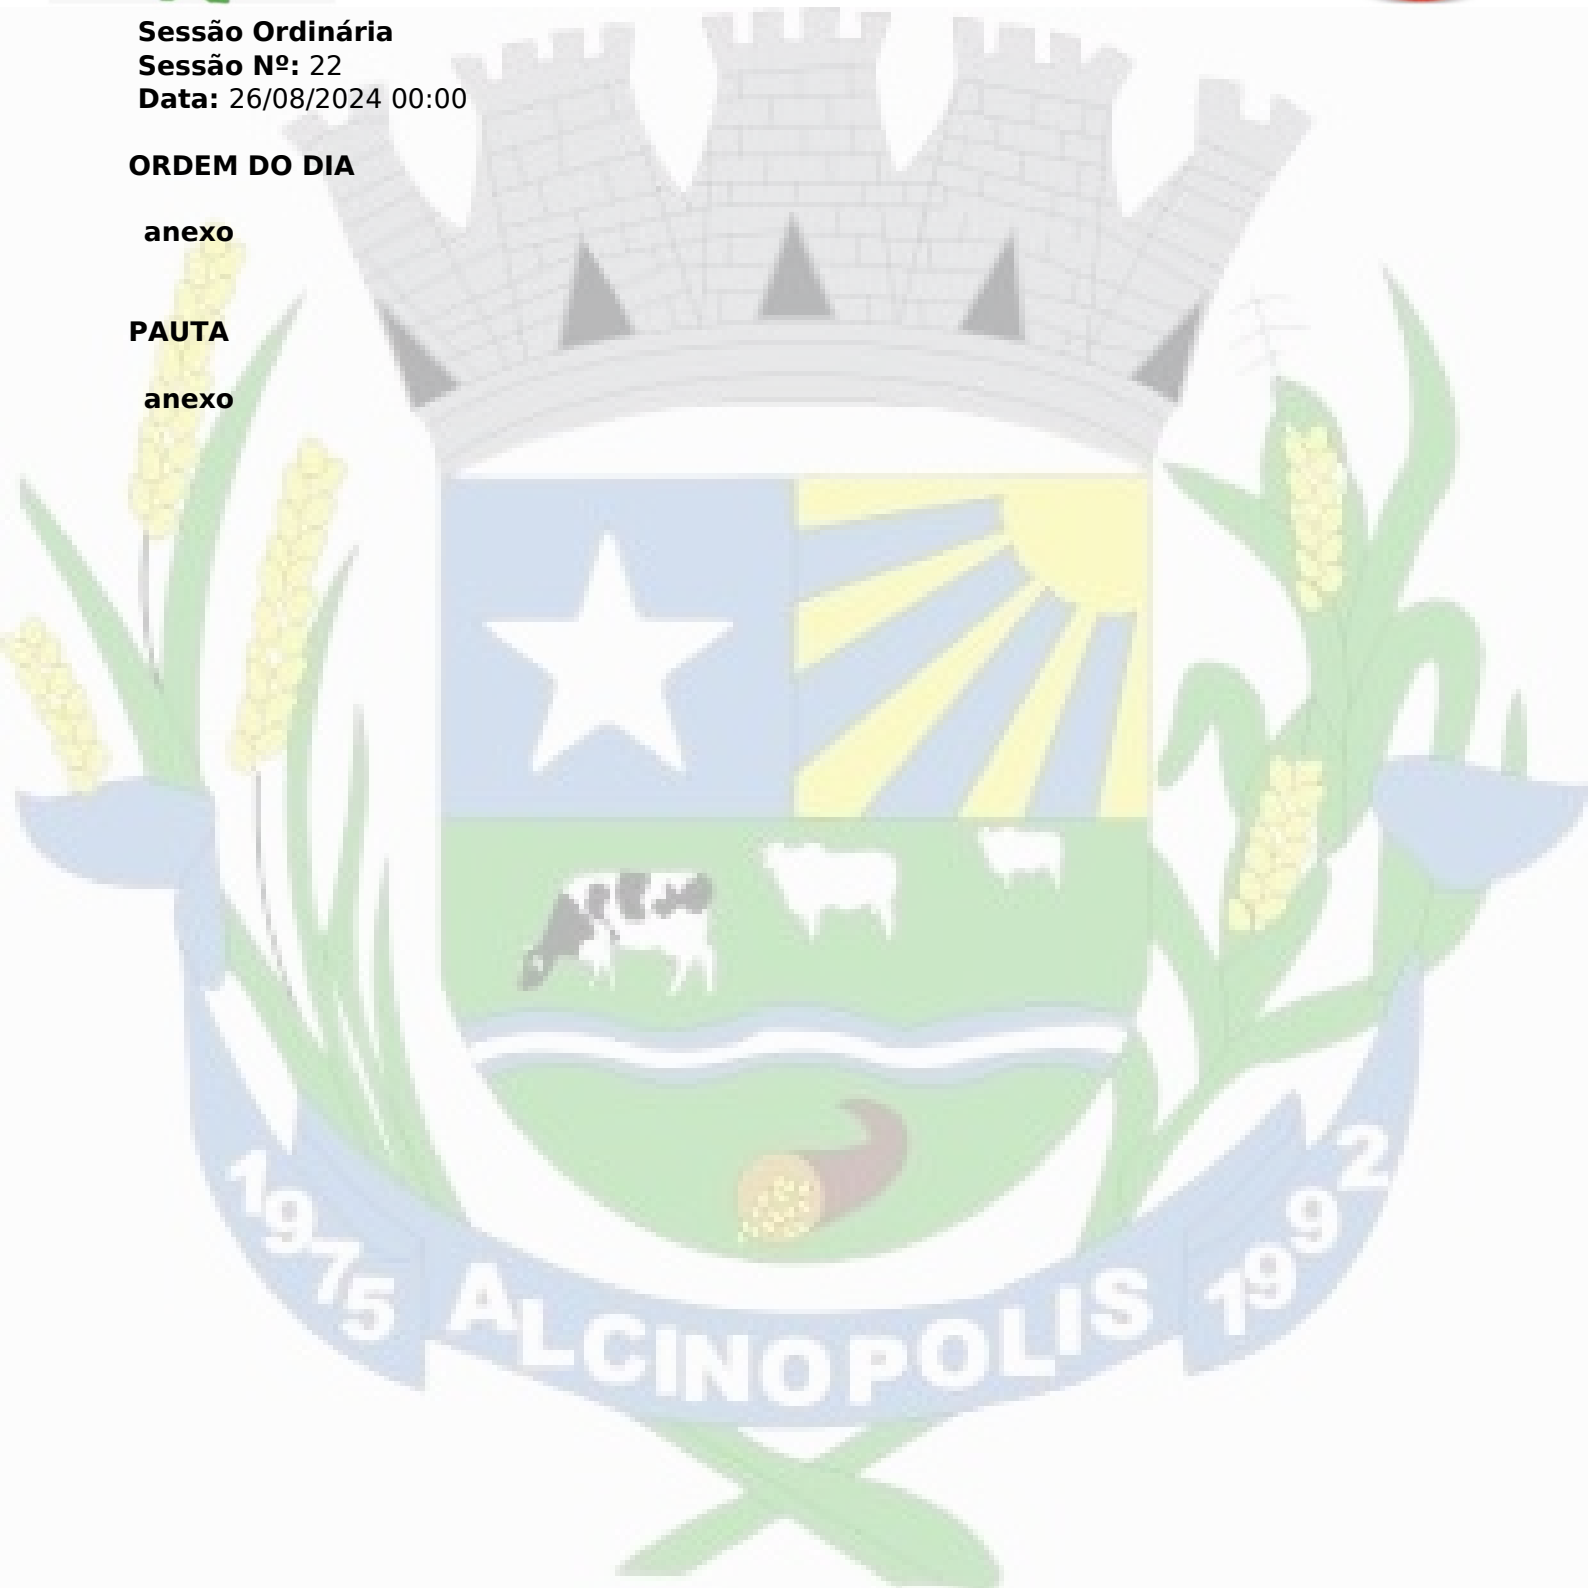 Sessão Ordinária
Sessão Nº: 22
Data: 26/08/2024 00:00
ORDEM DO DIA
anexo
PAUTA
anexo
1975 ALCINOPOLIS 1992